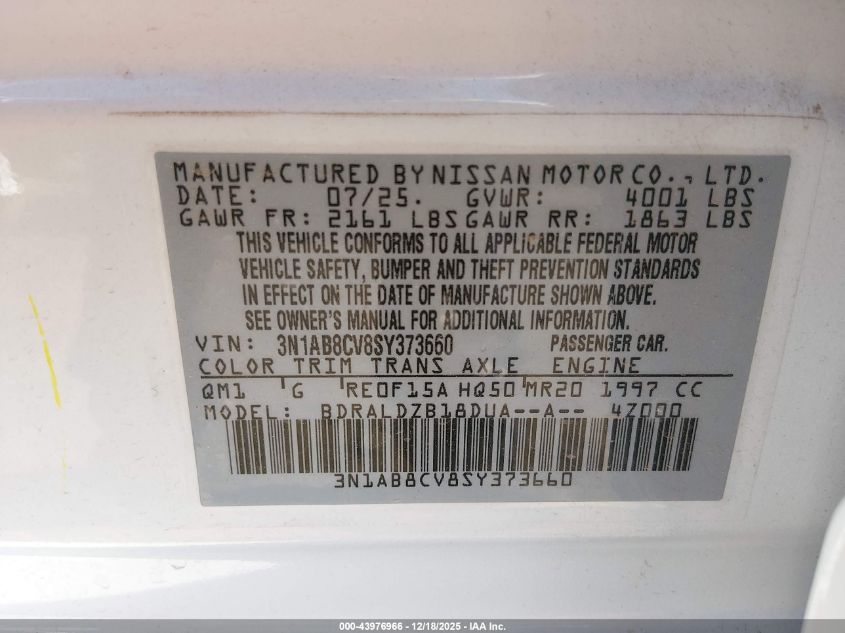 MANUFACTURED BY NISSAN MOTOR CO., LTD.
DATE: 07/25. GVWR: 4001 LBS
GAWR FR: 2161 LBS GAWR RR: 1863 LBS
THIS VEHICLE CONFORMS TO ALL APPLICABLE FEDERAL MOTOR
VEHICLE SAFETY, BUMPER AND THEFT PREVENTION STANDARDS
IN EFFECT ON THE DATE OF MANUFACTURE SHOWN ABOVE.
SEE OWNER'S MANUAL FOR ADDITIONAL INFORMATION.
VIN: 3N1AB8CV8SY373660 PASSENGER CAR.
COLOR TRIM TRANS AXLE ENGINE
QM1 G RE0F15A HQ50 MR20 1997 CC
MODEL: BDRALDZB18DUA--A-- 4Z000
3N1AB8CV8SY373660
000-43976966 - 12/18/2025 - IAA Inc.